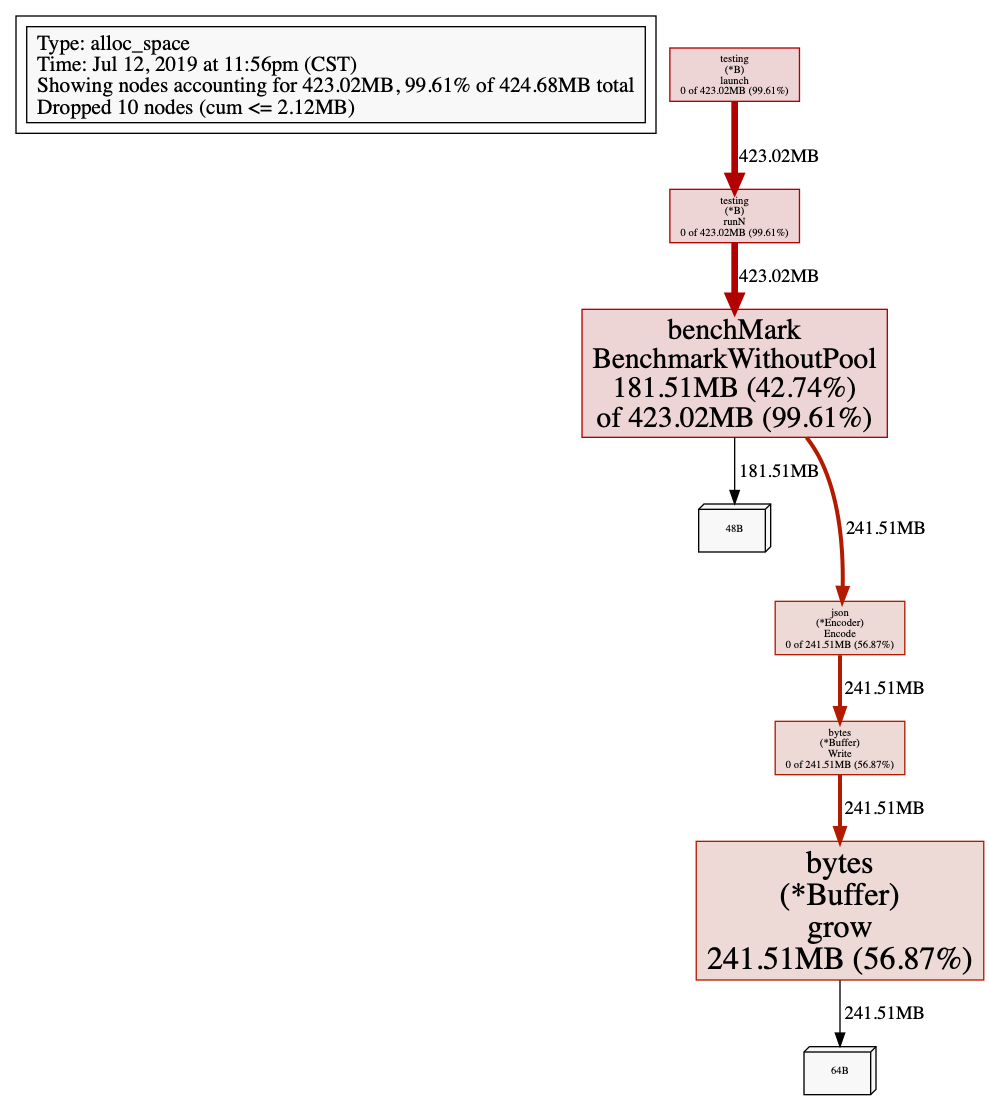 Type: alloc_space
Time: Jul 12, 2019 at 11:56pm (CST)
Showing nodes accounting for 423.02MB, 99.61% of 424.68MB total
Dropped 10 nodes (cum <= 2.12MB)
testing
(*B)
launch
0 of 423.02MB (99.61%)
423.02MB
testing
(*B)
runN
0 of 423.02MB (99.61%)
423.02MB
benchMark
BenchmarkWithoutPool
181.51MB (42.74%)
of 423.02MB (99.61%)
181.51MB
48B
241.51MB
json
(*Encoder)
Encode
0 of 241.51MB (56.87%)
241.51MB
bytes
(*Buffer)
Write
0 of 241.51MB (56.87%)
241.51MB
bytes
(*Buffer)
grow
241.51MB (56.87%)
241.51MB
64B